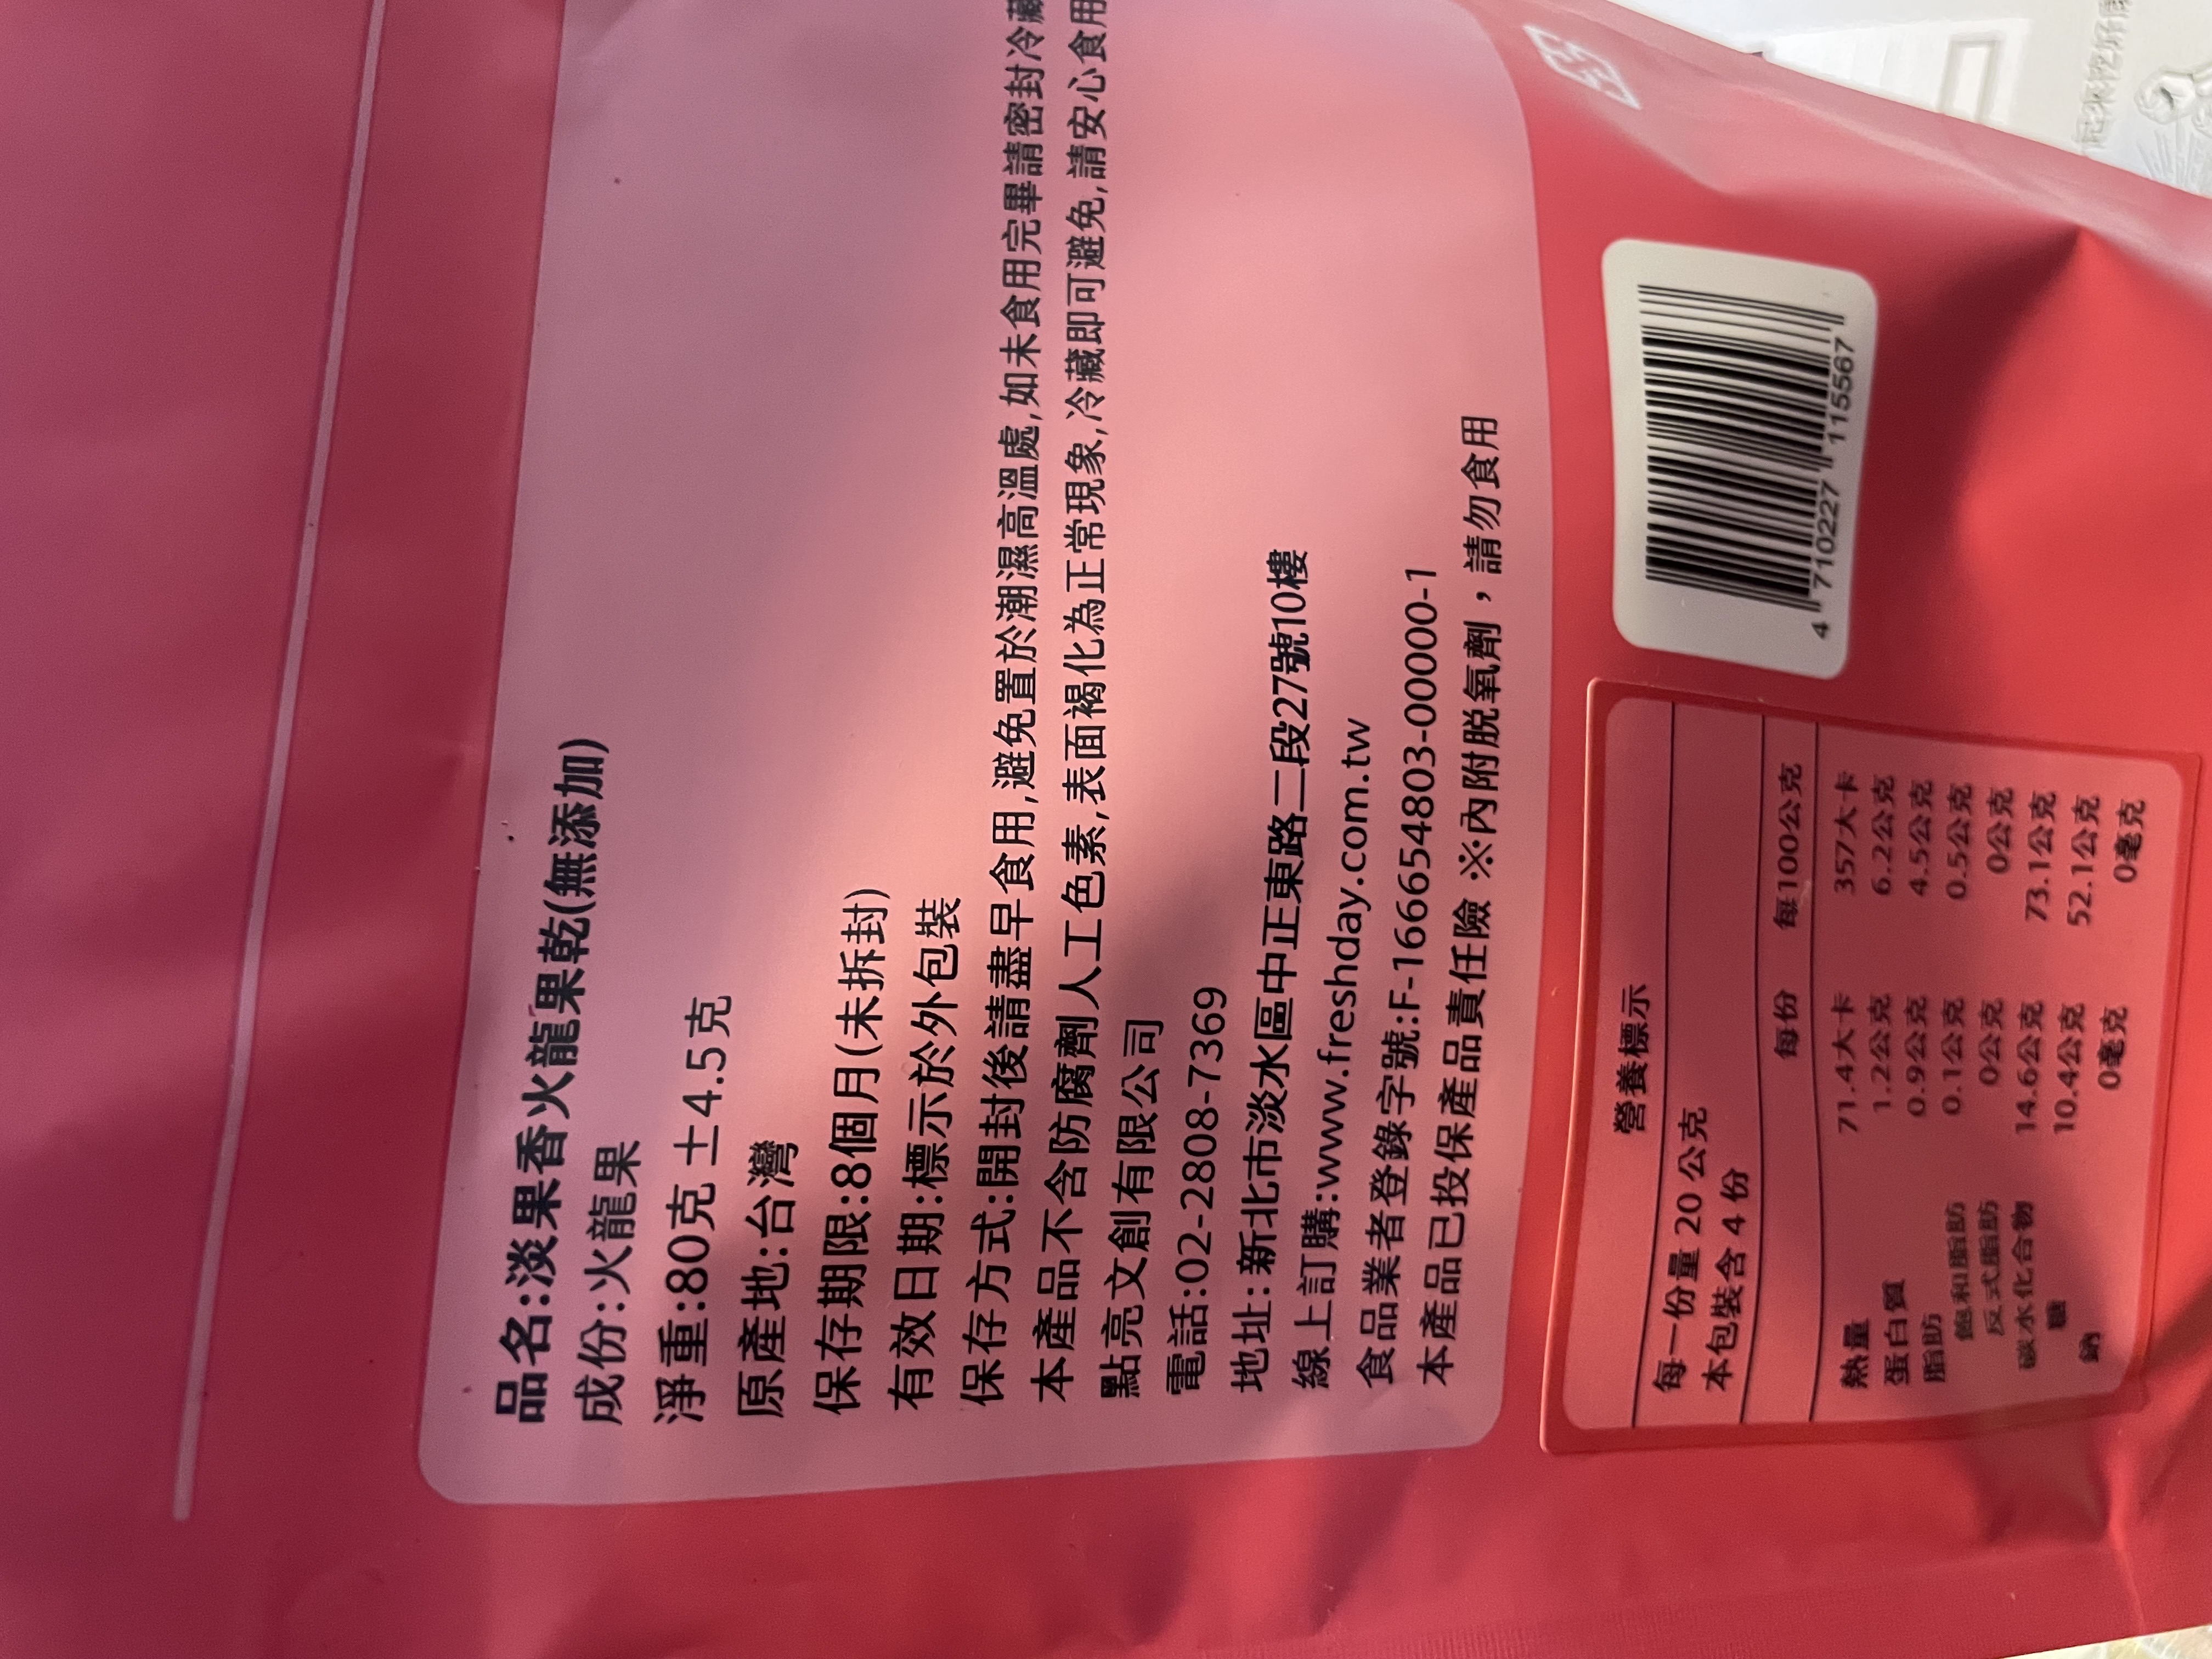 品名:淡果香火龍果乾(無添加)
成份:火龍果
淨重:80克±4.5克
原產地:台灣
保存期限:8個月(未拆封)
有效日期:標示於外包裝
保存方式:開封後請盡早食用,避免置於潮濕高溫處,如未食用完畢請密封冷藏
本產品不含防腐劑人工色素,表面褐化為正常現象,冷藏即可避免,請安心食用
點亮文創有限公司
電話:02-2808-7369
地址:新北市淡水區中正東路二段27號10樓
線上訂購:www.freshday.com.tw
食品業者登錄字號:F-166654803-00000-1
本產品已投保產品責任險 ※內附脱氧劑，請勿食用
營養標示
每一份量 20 公克
本包裝含 4 份
每份 每100公克
熱量 71.4大卡 357大卡
蛋白質 1.2公克 6.2公克
脂肪 0.9公克 4.5公克
飽和脂肪 0.1公克 0.5公克
反式脂肪 0公克 0公克
碳水化合物 14.6公克 73.1公克
糖 10.4公克 52.1公克
鈉 0毫克 0毫克
4 710227 115567